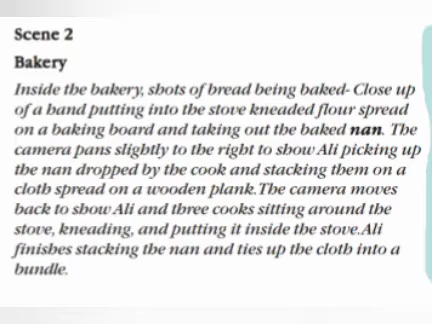 Scene 2
Bakery
Inside the bakery, shots of bread being baked- Close up
of a hand putting into the stove kneaded flour spread
on a baking board and taking out the baked nan. The
camera pans slightly to the right to show Ali picking up
the nan dropped by the cook and stacking them on a
cloth spread on a wooden plank.The camera moves
back to show Ali and three cooks sitting around the
stove, kneading, and putting it inside the stove.Ali
finishes stacking the nan and ties up the cloth into a
bundle.